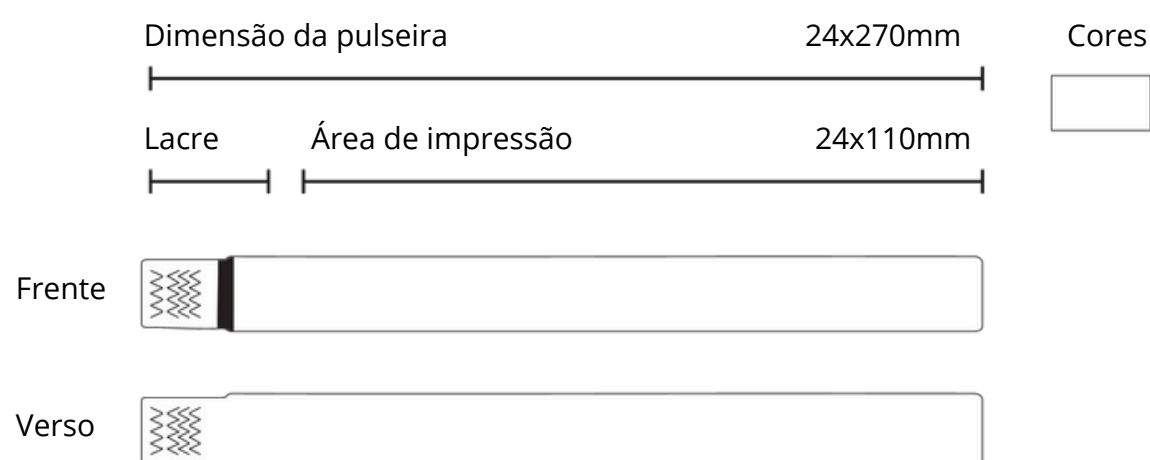 Dimensão da pulseira 24x270mm Cores
Lacre Área de impressão 24x110mm
Frente
Verso